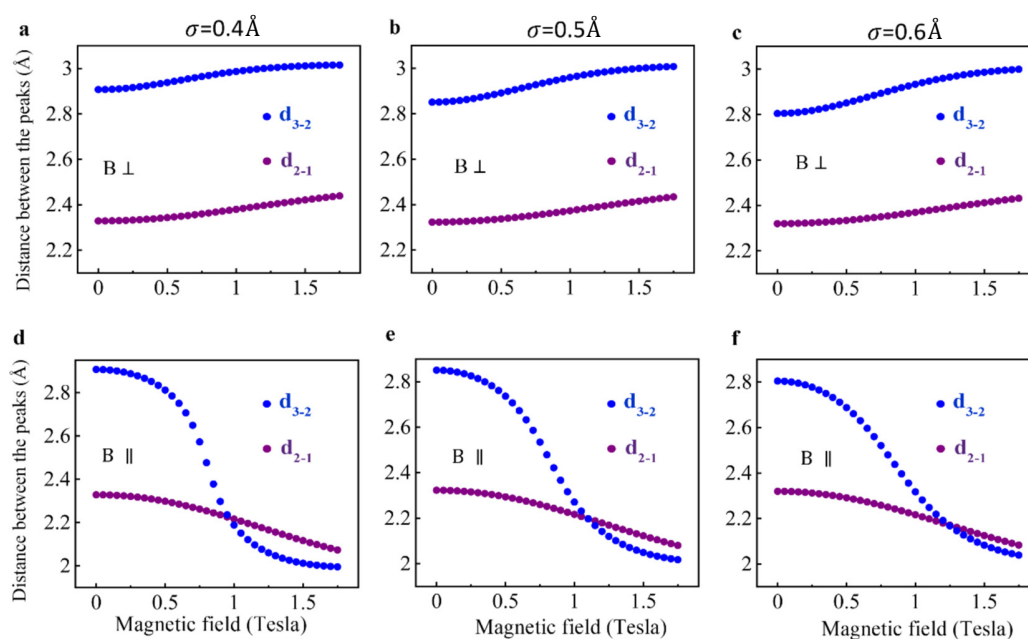 σ=0.4Å
σ=0.5Å
σ=0.6Å
a
b
c
Distance between the peaks (Å)
3
2.8
2.6
2.4
2.2
d3-2
d2-1
B ⊥
0 0.5 1 1.5
3
2.8
2.6
2.4
2.2
d3-2
d2-1
B ⊥
0 0.5 1 1.5
3
2.8
2.6
2.4
2.2
d3-2
d2-1
B ⊥
0 0.5 1 1.5
d
e
f
Distance between the peaks (Å)
2.8
2.6
2.4
2.2
2
d3-2
d2-1
B ∥
0 0.5 1 1.5
Magnetic field (Tesla)
2.8
2.6
2.4
2.2
2
d3-2
d2-1
B ∥
0 0.5 1 1.5
Magnetic field (Tesla)
2.8
2.6
2.4
2.2
2
d3-2
d2-1
B ∥
0 0.5 1 1.5
Magnetic field (Tesla)